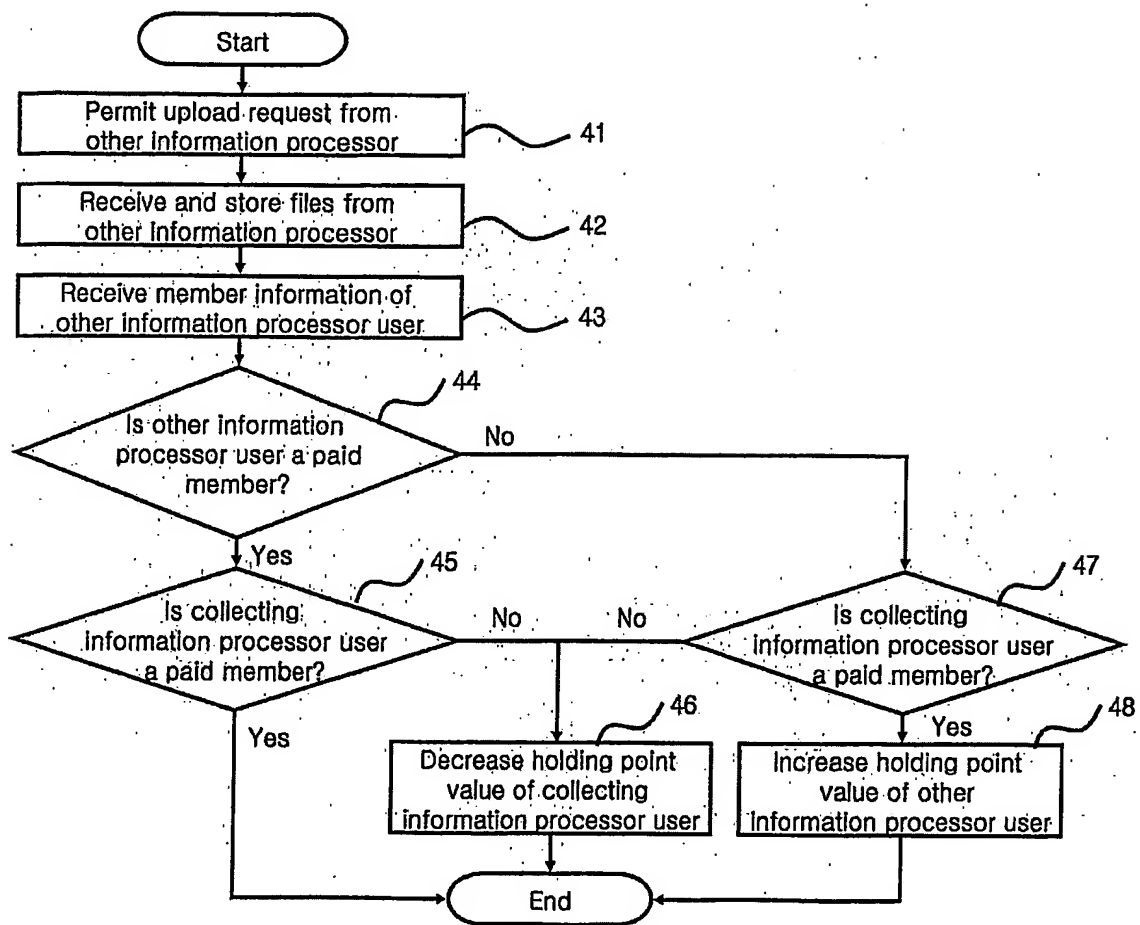 Start
Permit upload request from
other information processor
41
Receive and store files from
other information processor
42
Receive member information of
other information processor user
43
44
Is other information
processor user a paid
member?
No
Yes
45
Is collecting
information processor user
a paid member?
No
No
47
Is collecting
information processor user
a paid member?
Yes
46
Decrease holding point
value of collecting
information processor user
Yes
48
Increase holding point
value of other
information processor user
End